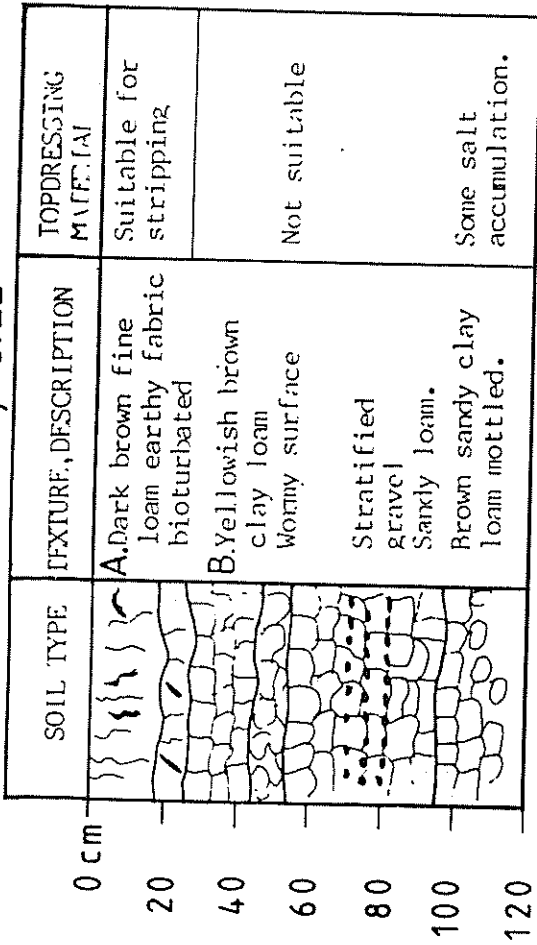 SOIL TYPE
TEXTURE, DESCRIPTION
TOPDRESSING
0 cm
20
40
60
80
100
120
A. Dark brown fine
loam earthy fabric
bioturbated
B. Yellowish brown
clay loam
Wormy surface
Stratified
gravel
Sandy loam.
Brown sandy clay
loam mottled.
Suitable for
stripping
Not suitable
Some salt
accumulation.